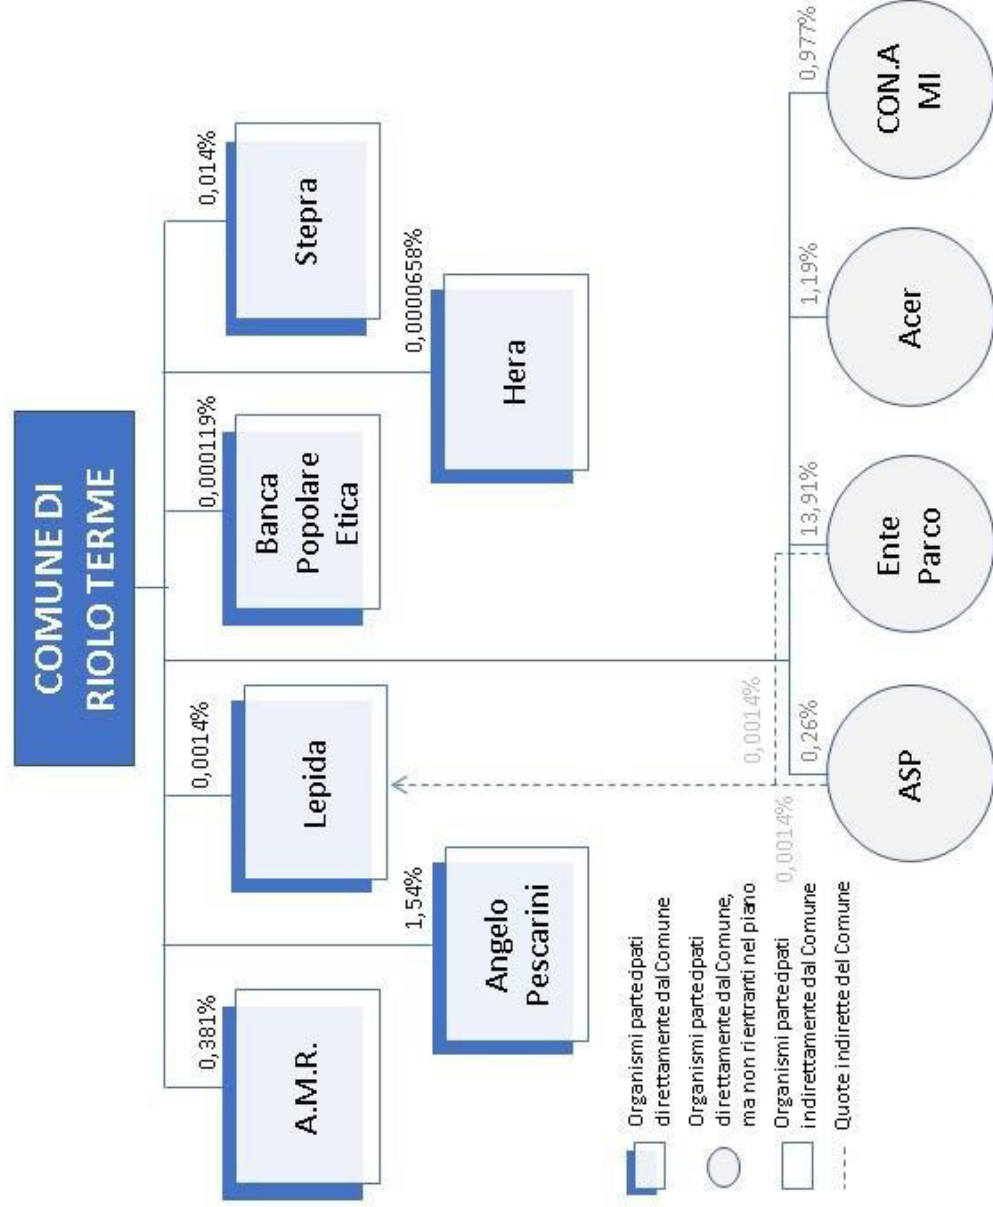 COMUNE DI
RIOLO TERME
0,381%
0,0014%
0,000119%
0,014%
A.M.R.
Lepida
Banca
Popolare
Etica
Stepra
1,54%
0,0000658%
Angelo
Pescarini
Hera
0,0014%
0,0014%
0,26%
13,91%
1,19%
0,977%
ASP
Ente
Parco
Acer
CON.A
MI
Organismi partecipati
direttamente dal Comune
Organismi partecipati
direttamente dal Comune,
ma non rientranti nel piano
Organismi partecipati
indirettamente dal Comune
Quote indirette del Comune